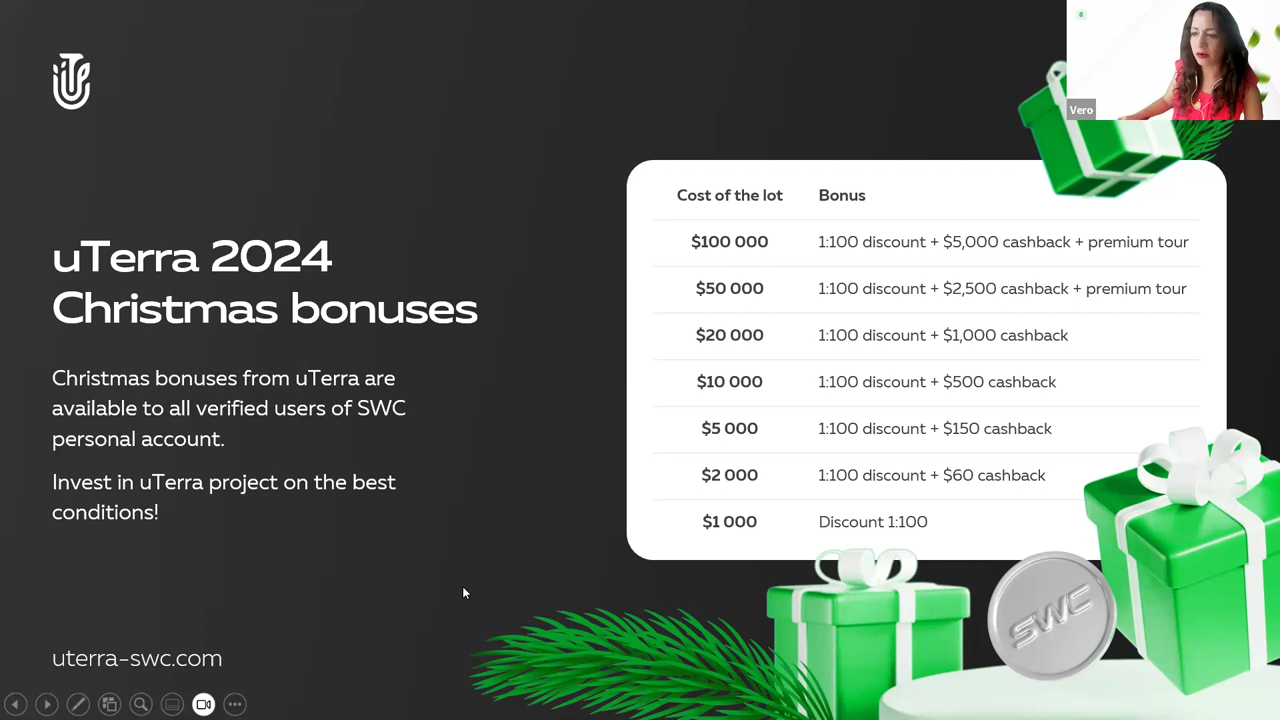 Vero
uTerra 2024
Christmas bonuses
Christmas bonuses from uTerra are
available to all verified users of SWC
personal account.
Invest in uTerra project on the best
conditions!
uterra-swc.com
Cost of the lot Bonus
$100 000 1:100 discount + $5,000 cashback + premium tour
$50 000 1:100 discount + $2,500 cashback + premium tour
$20 000 1:100 discount + $1,000 cashback
$10 000 1:100 discount + $500 cashback
$5 000 1:100 discount + $150 cashback
$2 000 1:100 discount + $60 cashback
$1 000 Discount 1:100
SWC